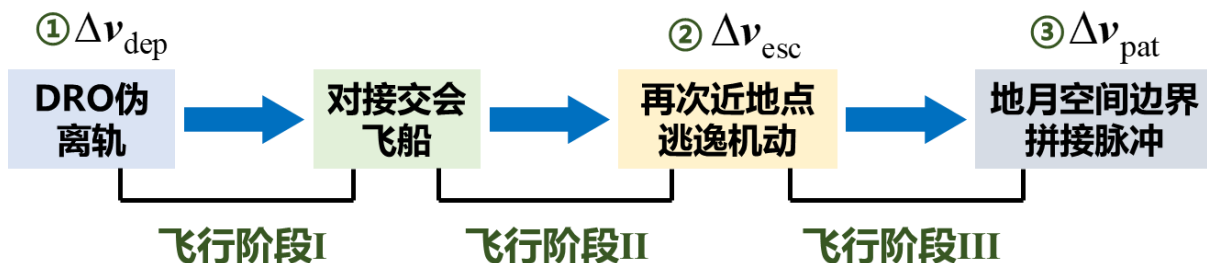 ①Δv_dep
②Δv_esc
③Δv_pat
DRO伪
离轨
对接交会
飞船
再次近地点
逃逸机动
地月空间边界
拼接脉冲
飞行阶段I
飞行阶段II
飞行阶段III